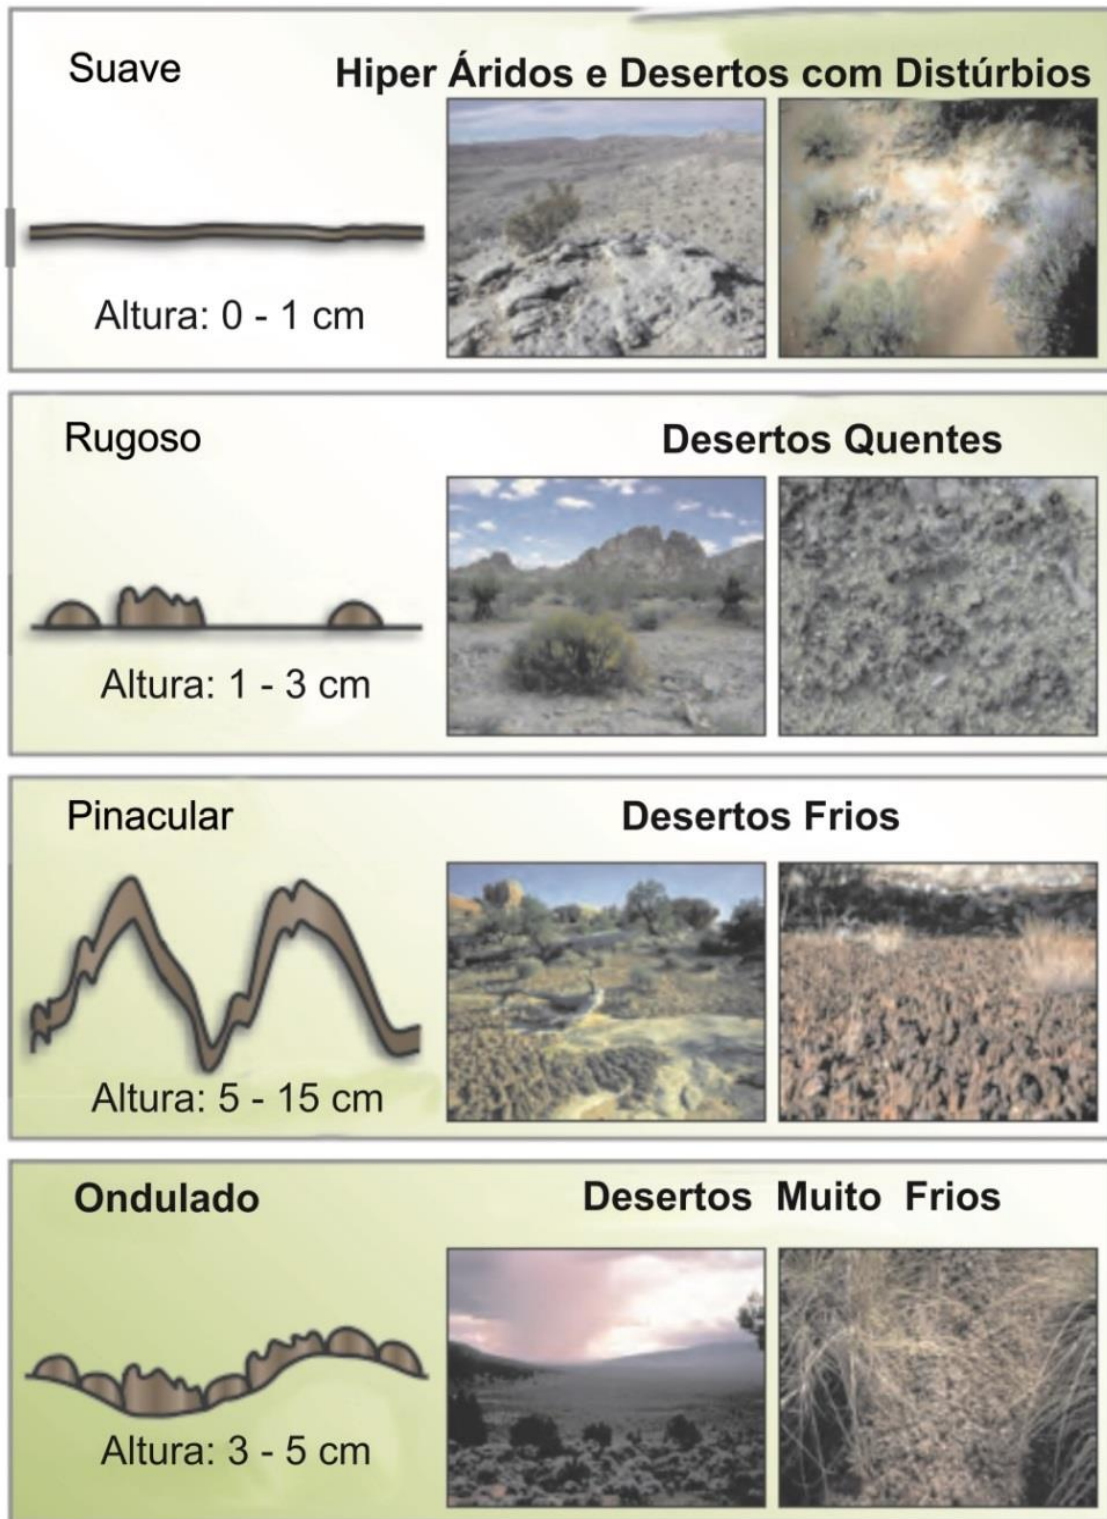 Suave
Hiper Áridos e Desertos com Distúrbios
Altura: 0 - 1 cm
Rugoso
Desertos Quentes
Altura: 1 - 3 cm
Pinacular
Desertos Frios
Altura: 5 - 15 cm
Ondulado
Desertos Muito Frios
Altura: 3 - 5 cm